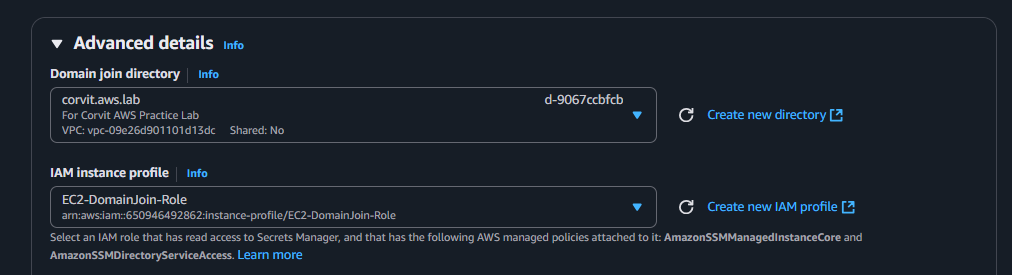 Advanced details Info
Domain join directory Info
corvit.aws.lab d-9067ccbfcb
For Corvit AWS Practice Lab
VPC: vpc-09e26d901101d13dc Shared: No
Create new directory
IAM instance profile Info
EC2-DomainJoin-Role
arn:aws:iam::650946492862:instance-profile/EC2-DomainJoin-Role
Create new IAM profile
Select an IAM role that has read access to Secrets Manager, and that has the following AWS managed policies attached to it: AmazonSSMManagedInstanceCore and
AmazonSSMDirectoryServiceAccess. Learn more